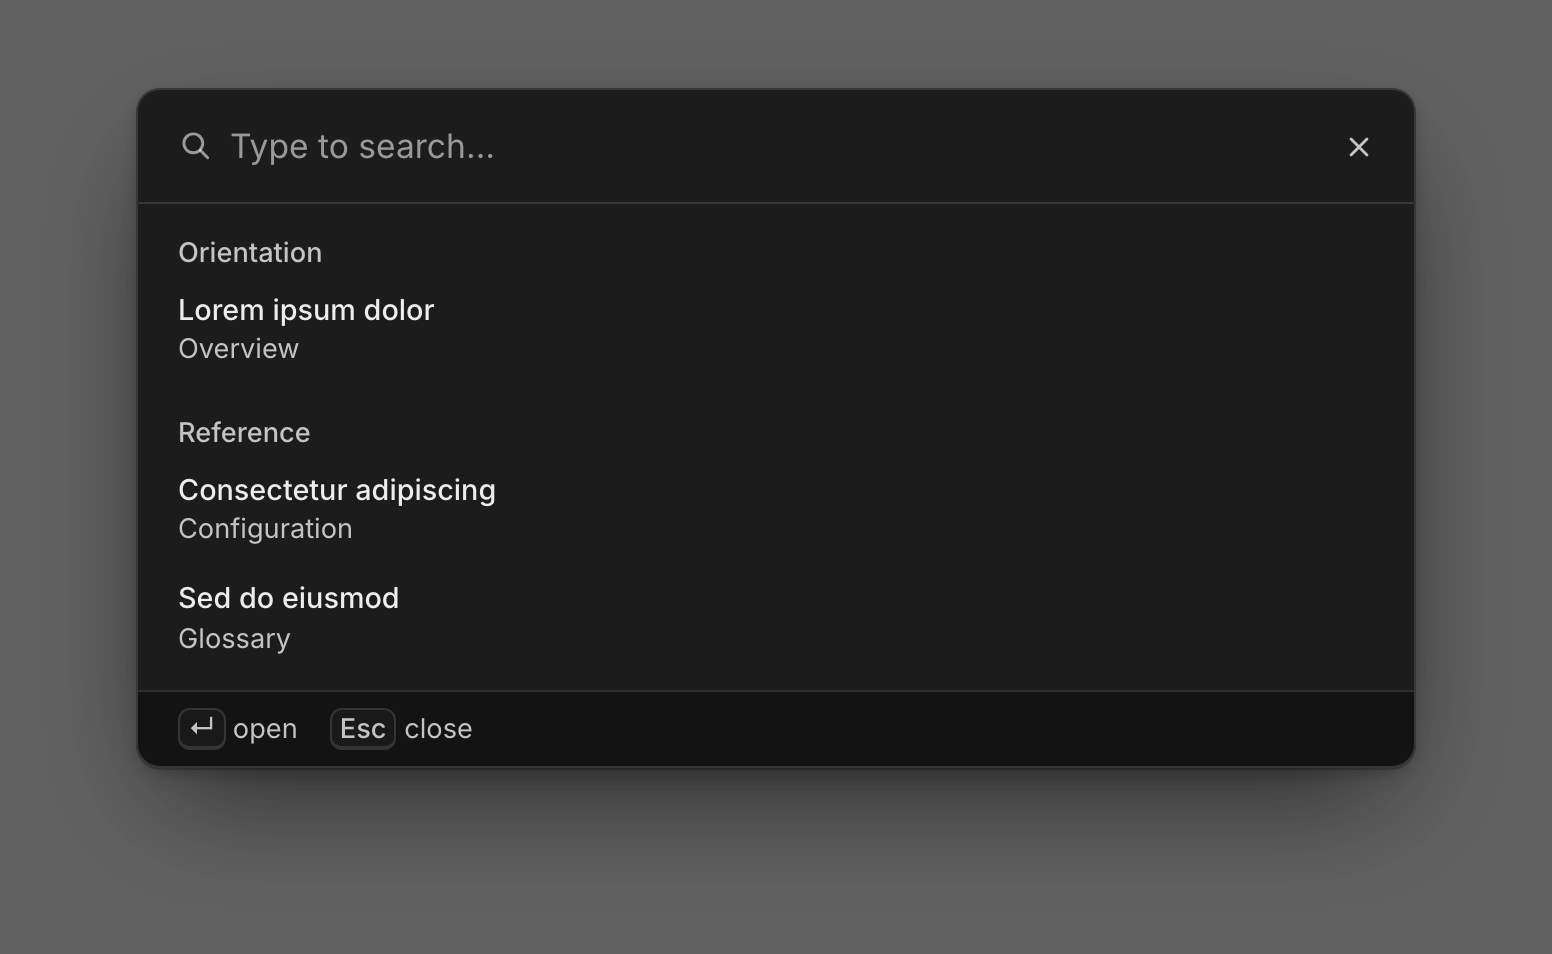 Type to search...
Orientation
Lorem ipsum dolor
Overview
Reference
Consectetur adipiscing
Configuration
Sed do eiusmod
Glossary
open Esc close